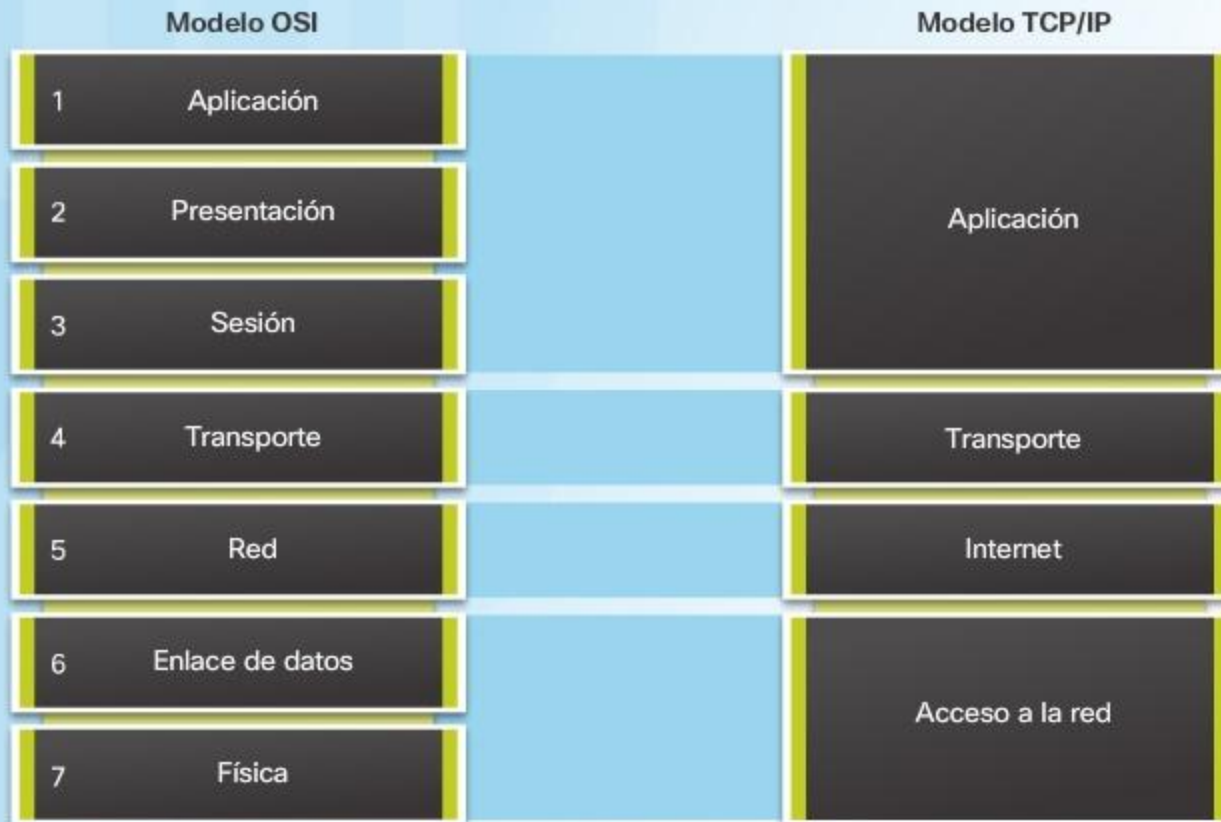 Modelo OSI
Modelo TCP/IP
1 Aplicación
2 Presentación
3 Sesión
4 Transporte
5 Red
6 Enlace de datos
7 Física
Aplicación
Transporte
Internet
Acceso a la red